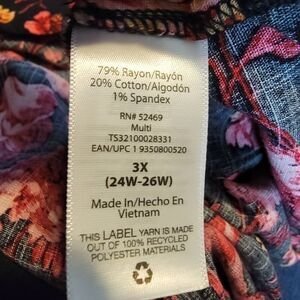 79% Rayon/Rayón
20% Cotton/Algodón
1% Spandex
RN# 52469
Multi
TS32100028331
EAN/UPC 1 9350800520
3X
(24W-26W)
Made in/Hecho En
Vietnam
THIS LABEL YARN IS MADE
OUT OF 100% RECYCLED
POLYESTER MATERIALS